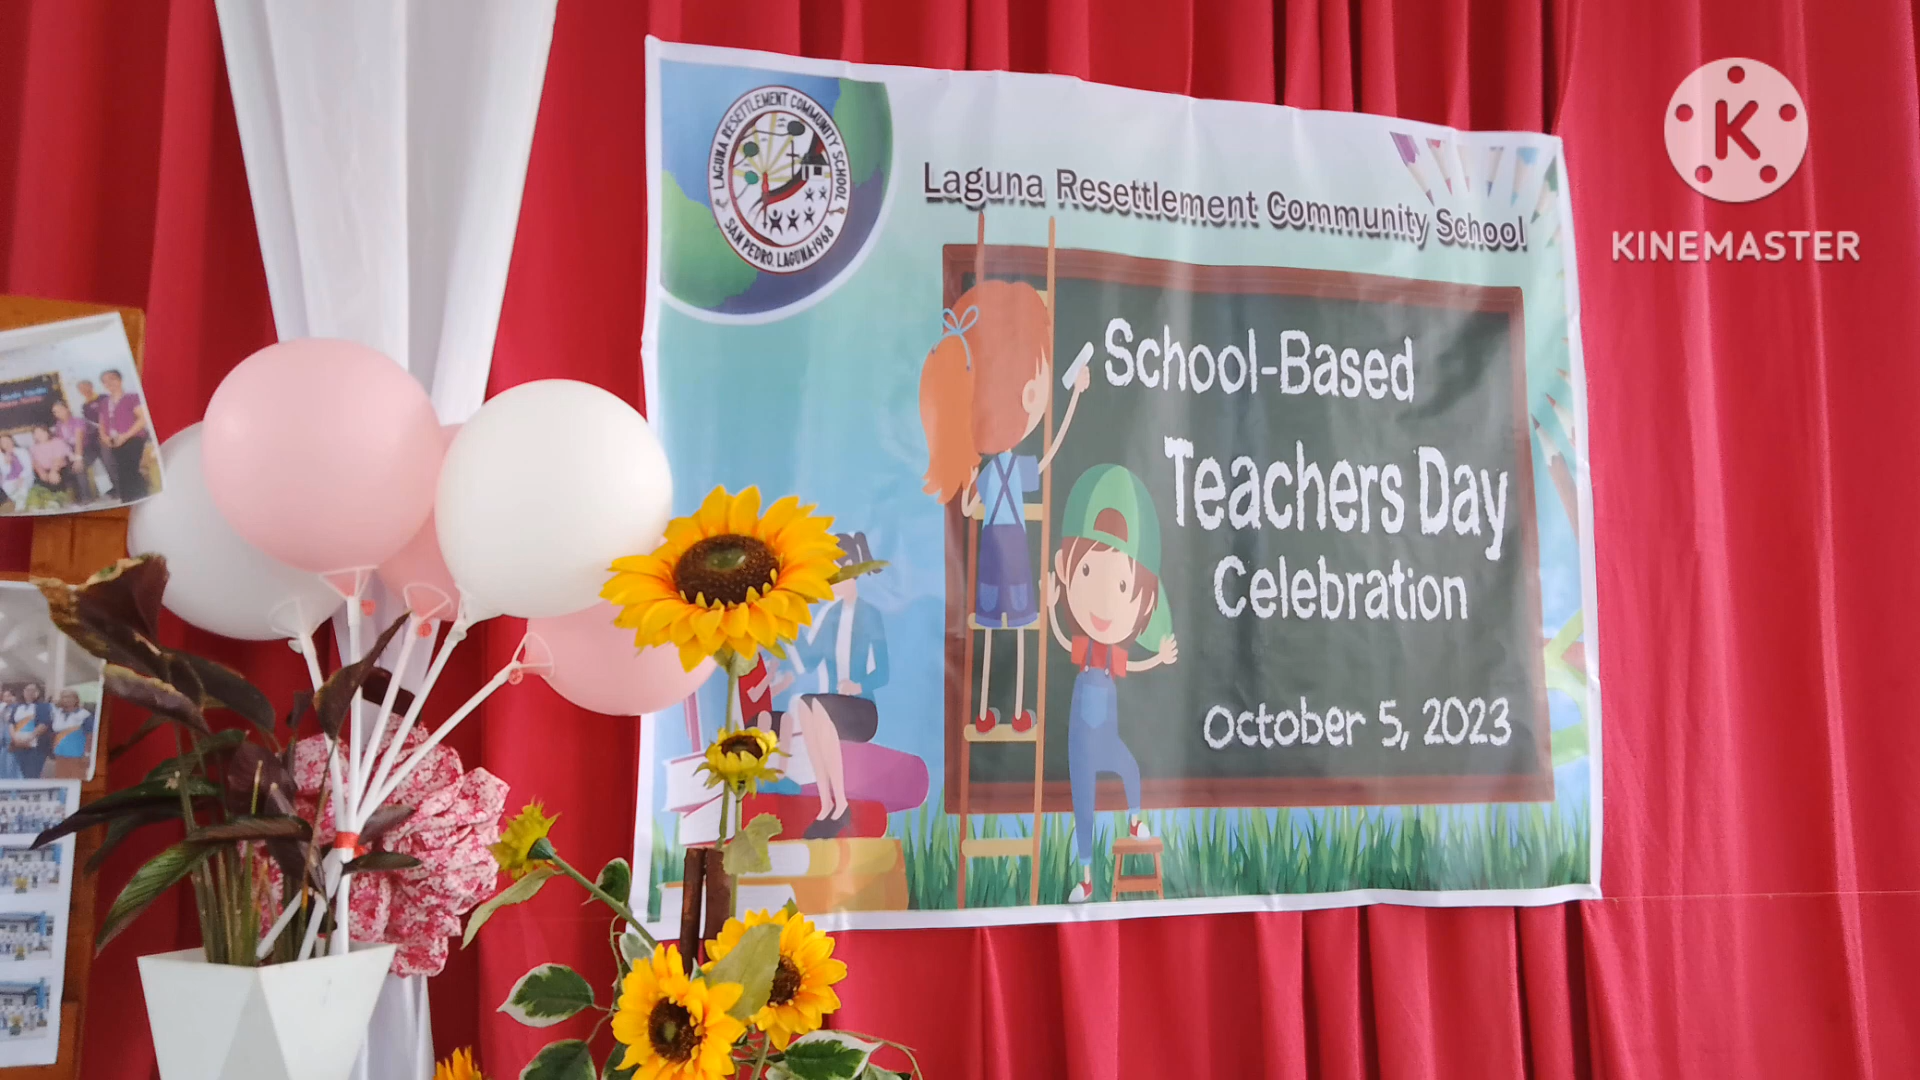 LAGUNA RESETTLEMENT COMMUNITY SCHOOL
SAN PEDRO, LAGUNA-1968
Laguna Resettlement Community School
School-Based
Teachers Day
Celebration
October 5, 2023
K
KINEMASTER